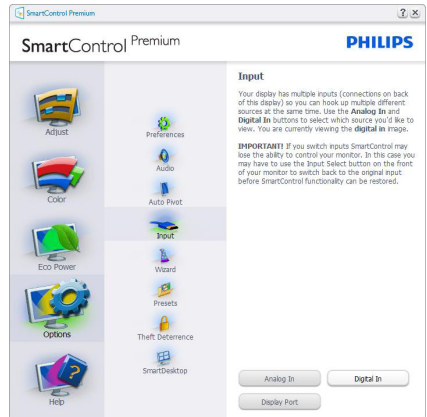 SmartControl Premium
SmartControl Premium
PHILIPS
Adjust
Color
Eco Power
Options
Help
Preferences
Audio
Auto Pivot
Input
Wizard
Presets
Theft Deterrence
SmartDesktop
Input
Your display has multiple inputs (connections on back
of this display) so you can hook up multiple different
sources at the same time. Use the Analog In and
Digital In buttons to select which source you'd like to
view. You are currently viewing the digital in image.
IMPORTANT! If you switch inputs SmartControl may
lose the ability to control your monitor. In this case you
may have to use the Input Select button on the front
of your monitor to switch back to the original input
before SmartControl functionality can be restored.
Analog In
Digital In
Display Port